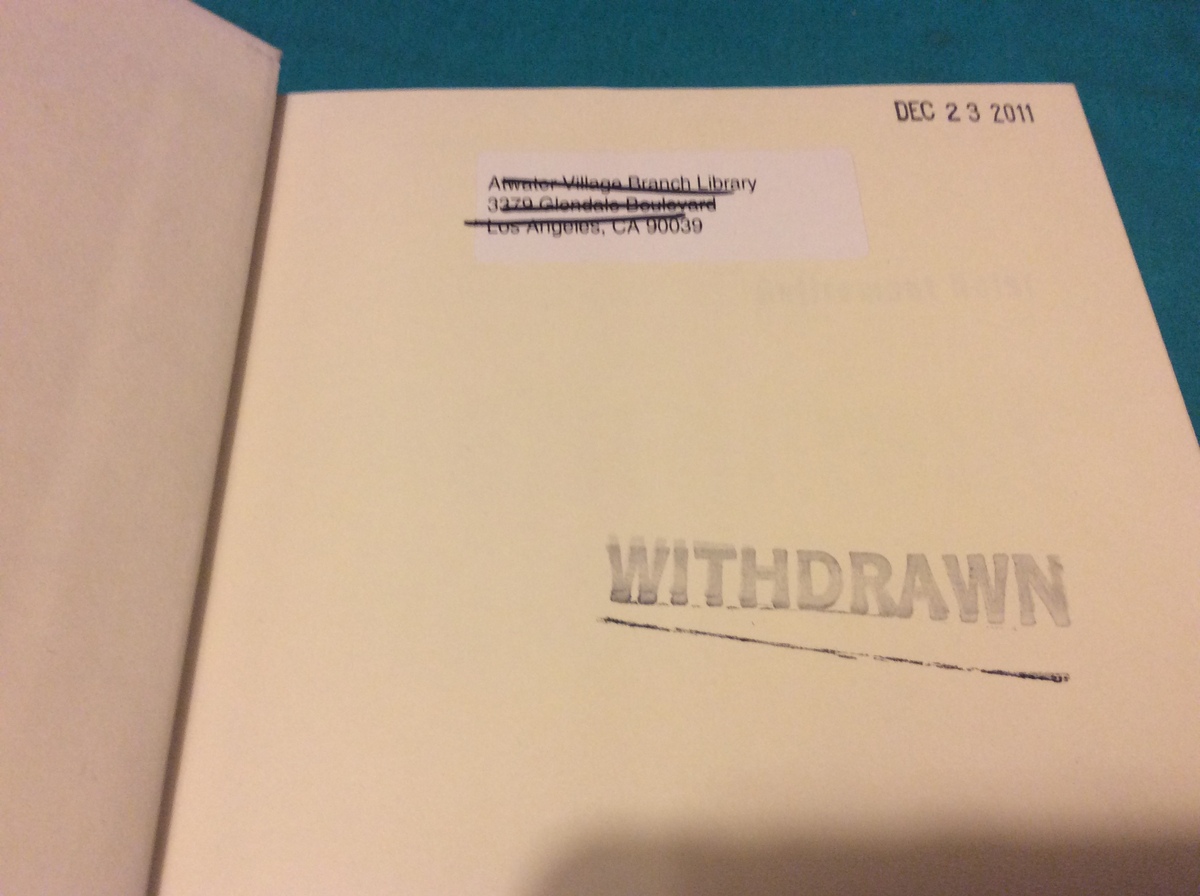 DEC 23 2011
Atwater Village Branch Library
3379 Glendale Boulevard
Los Angeles, CA 90039
WITHDRAWN